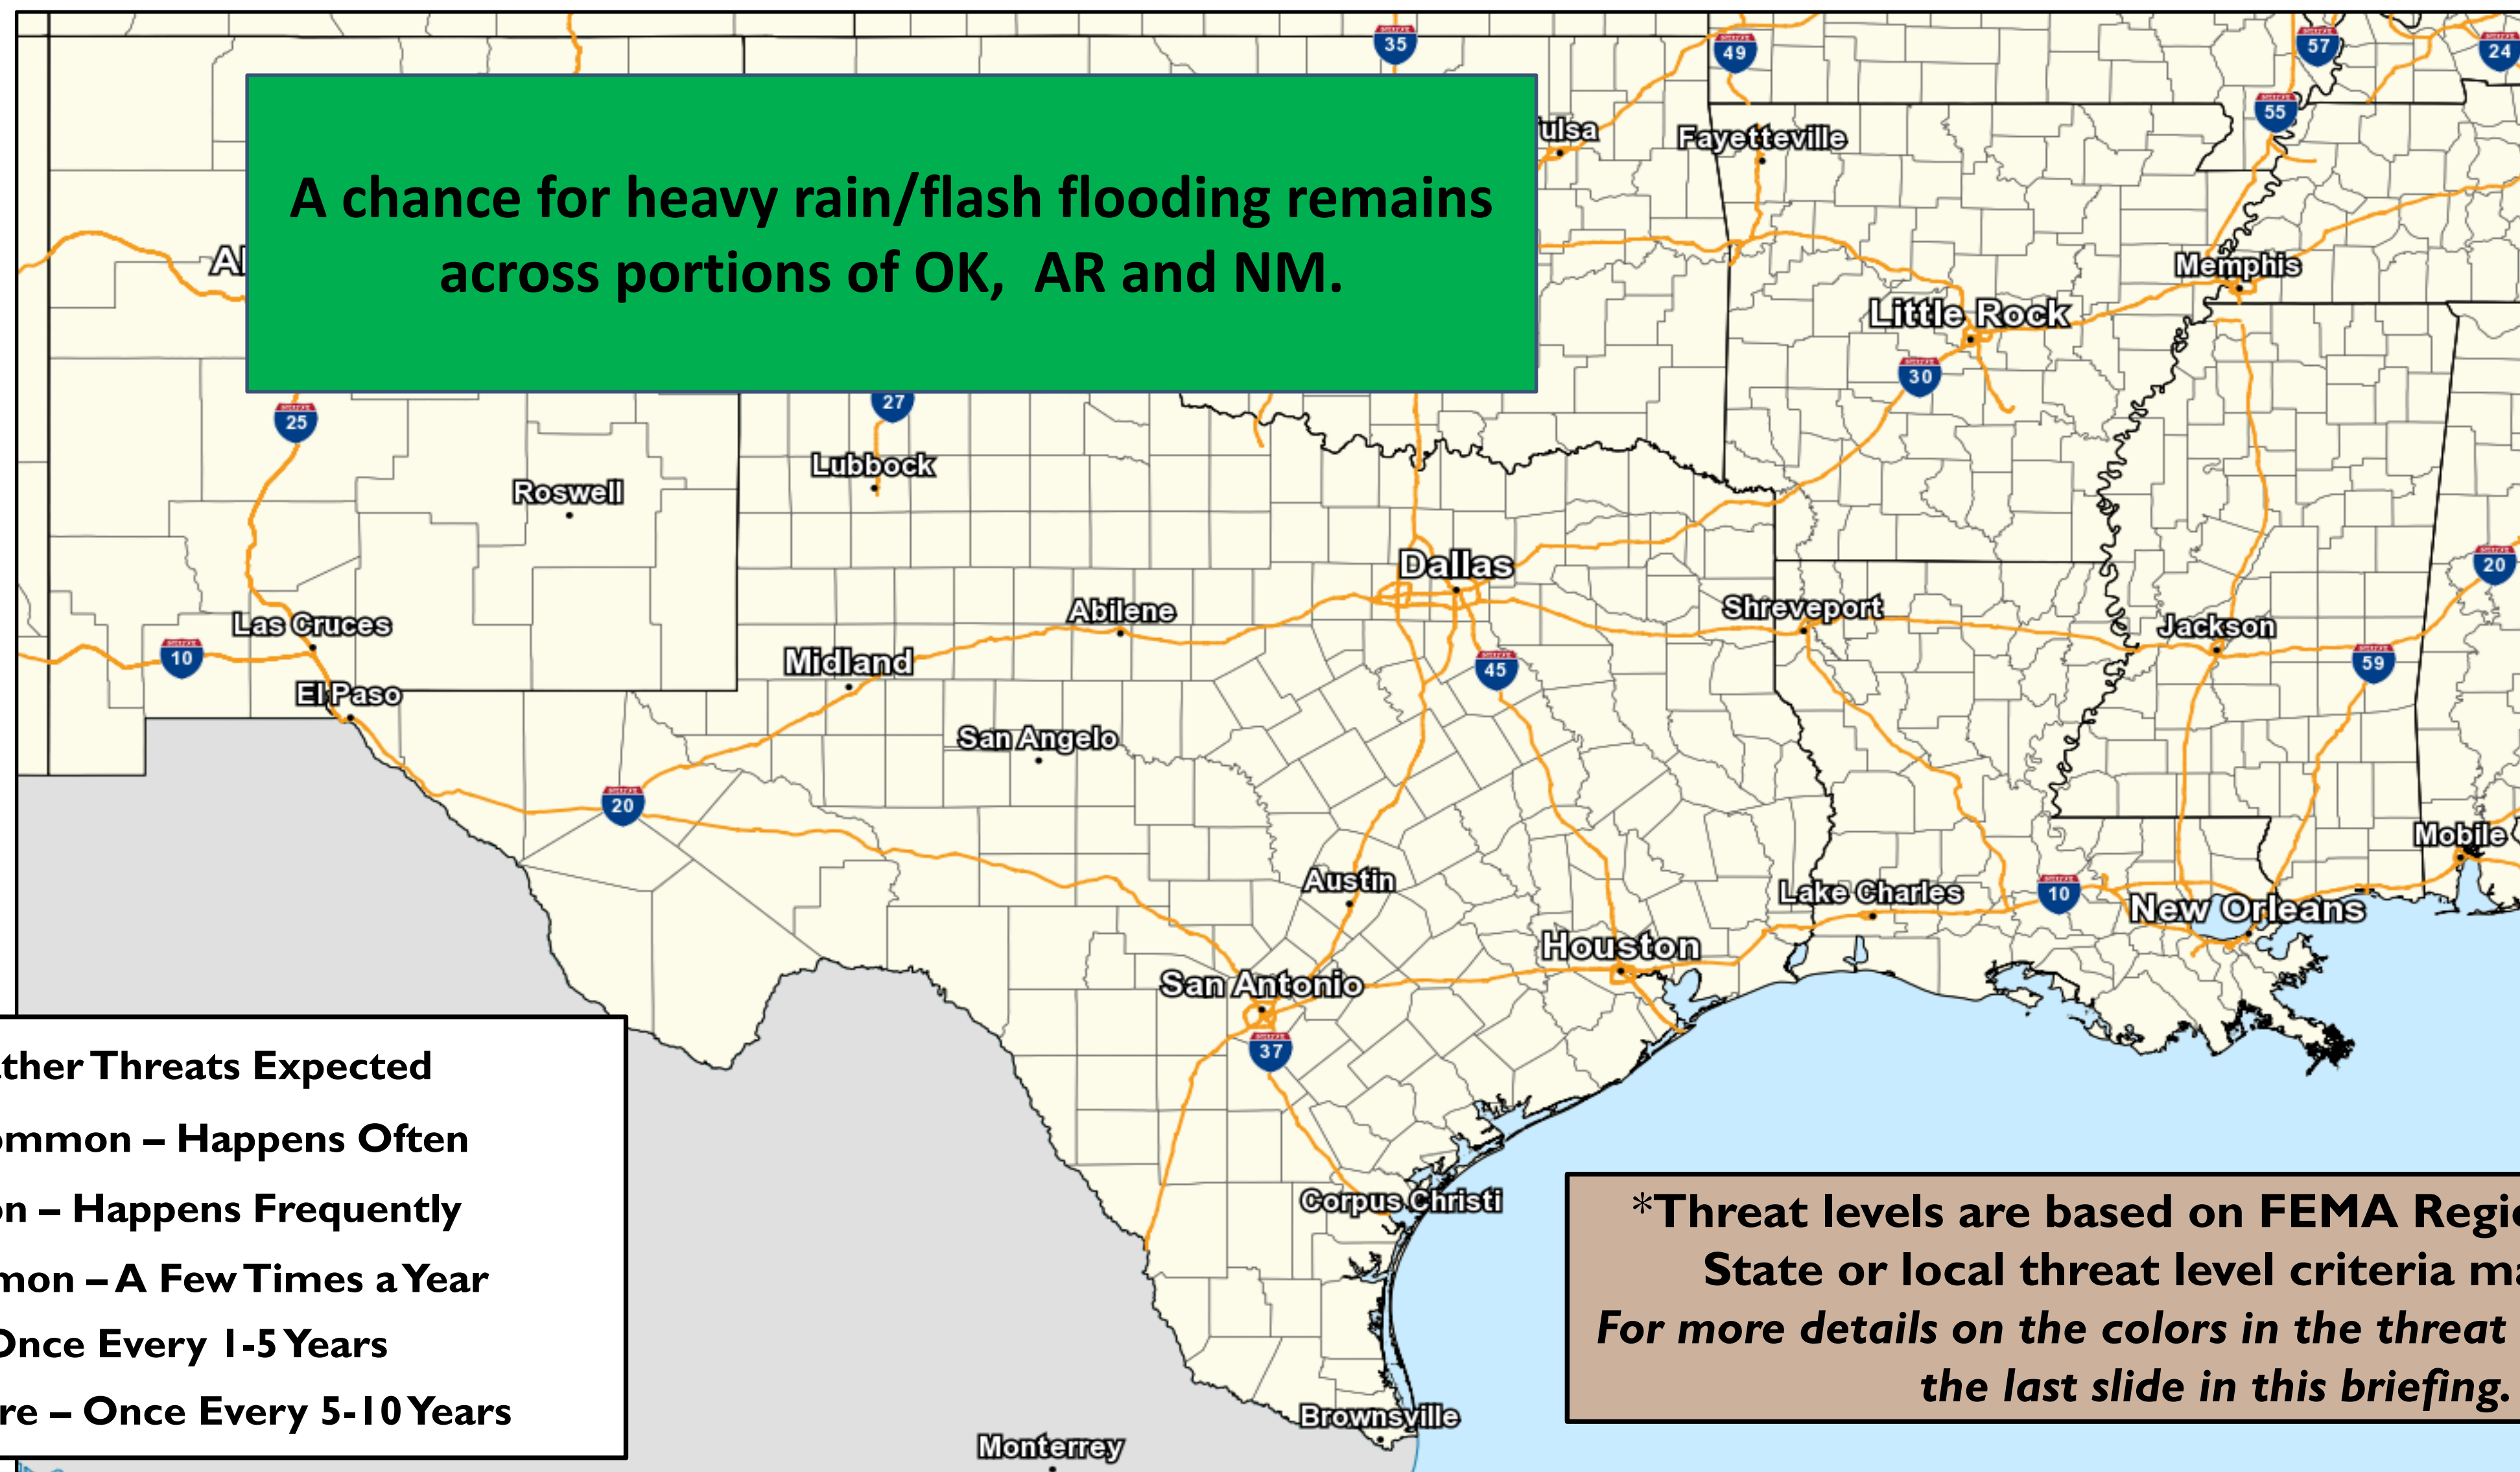 35
49
57
24
55
A chance for heavy rain/flash flooding remains
across portions of OK, AR and NM.
ulsa
Fayetteville
Al
Memphis
Little Rock
30
27
25
Lubbock
Roswell
Dallas
20
Abilene
Shreveport
Las Cruces
Jackson
10
Midland
45
59
El Paso
San Angelo
20
Mobile
Austin
Lake Charles
10
New Orleans
Houston
San Antonio
37
ther Threats Expected
ommon – Happens Often
on – Happens Frequently
mon – A Few Times a Year
Once Every 1-5 Years
re – Once Every 5-10 Years
Corpus Christi
*Threat levels are based on FEMA Regi
State or local threat level criteria ma
For more details on the colors in the threat
the last slide in this briefing.
Brownsville
Monterrey